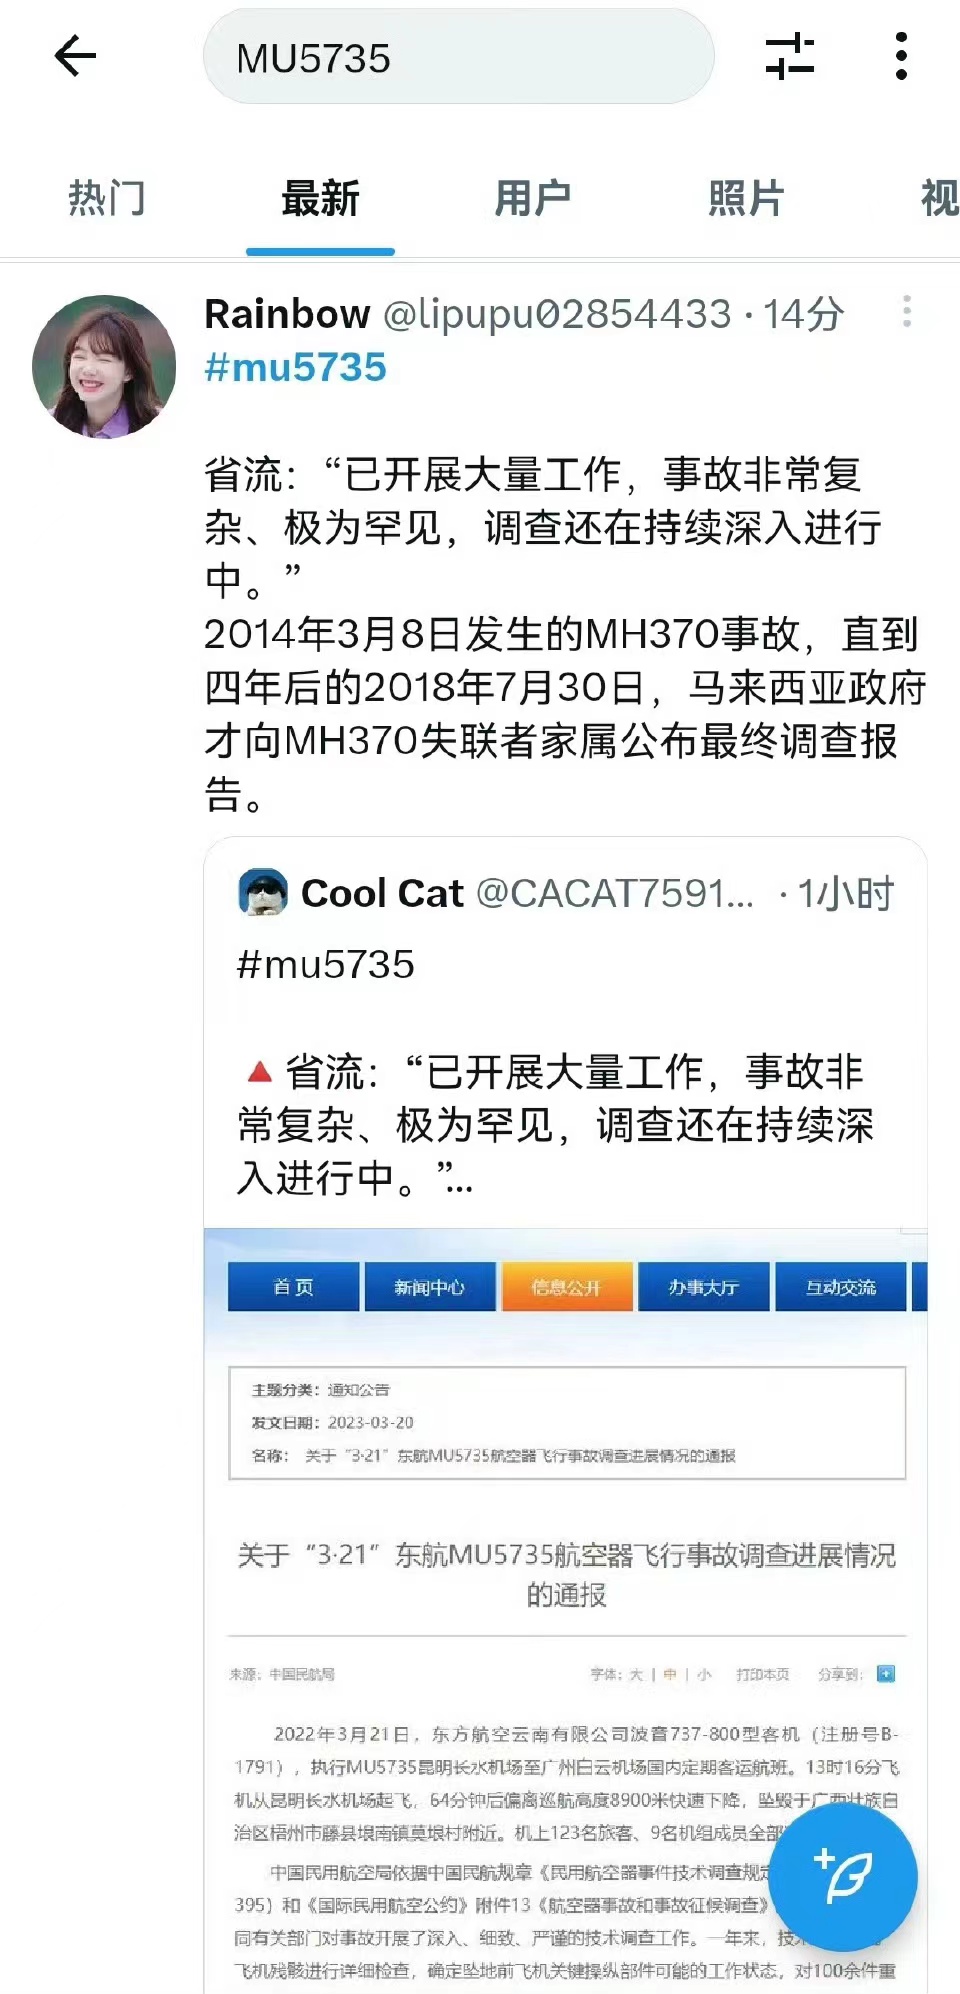 MU5735
热门 最新 用户 照片 视
Rainbow @lipupu02854433 · 14分
#mu5735
省流：“已开展大量工作，事故非常复
杂、极为罕见，调查还在持续深入进行
中。”
2014年3月8日发生的MH370事故，直到
四年后的2018年7月30日，马来西亚政府
才向MH370失联者家属公布最终调查报
告。
Cool Cat @CACAT7591... · 1小时
#mu5735
🔺省流：“已开展大量工作，事故非
常复杂、极为罕见，调查还在持续深
入进行中。”...
首页 新闻中心 信息公开 办事大厅 互动交流
主题分类：通知公告
发文日期：2023-03-20
名称： 关于“3·21”东航MU5735航空器飞行事故调查进展情况的通报
关于“3·21”东航MU5735航空器飞行事故调查进展情况
的通报
来源：中国民航局 字体：大 | 中 | 小 打印本页 分享到：
2022年3月21日，东方航空云南有限公司波音737-800型客机（注册号B-
1791），执行MU5735昆明长水机场至广州白云机场国内定期客运航班。13时16分飞
机从昆明长水机场起飞，64分钟后偏离巡航高度8900米快速下降，坠毁于广西壮族自
治区梧州市藤县埌南镇莫埌村附近。机上123名旅客、9名机组成员全部
中国民用航空局依据中国民航规章《民用航空器事件技术调查规定
395）和《国际民用航空公约》附件13《航空器事故和事故征候调查》
同有关部门对事故开展了深入、细致、严谨的技术调查工作。一年来，技
飞机残骸进行详细检查，确定坠地前飞机关键操纵部件可能的工作状态，对100余件重